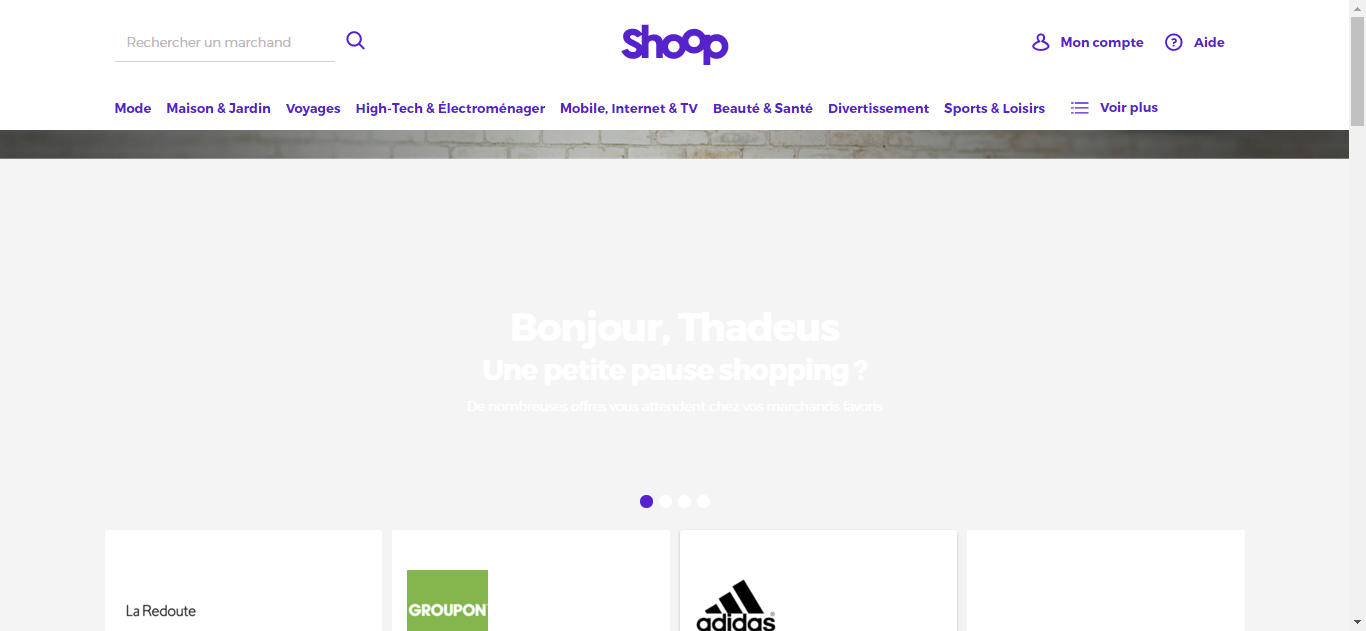 Rechercher un marchand
Shoop
Mon compte
Aide
Mode
Maison & Jardin
Voyages
High-Tech & Électroménager
Mobile, Internet & TV
Beauté & Santé
Divertissement
Sports & Loisirs
Voir plus
Bonjour, Thadeus
Une petite pause shopping ?
De nombreuses offres vous attendent chez vos marchands favoris
La Redoute
GROUPON
adidas